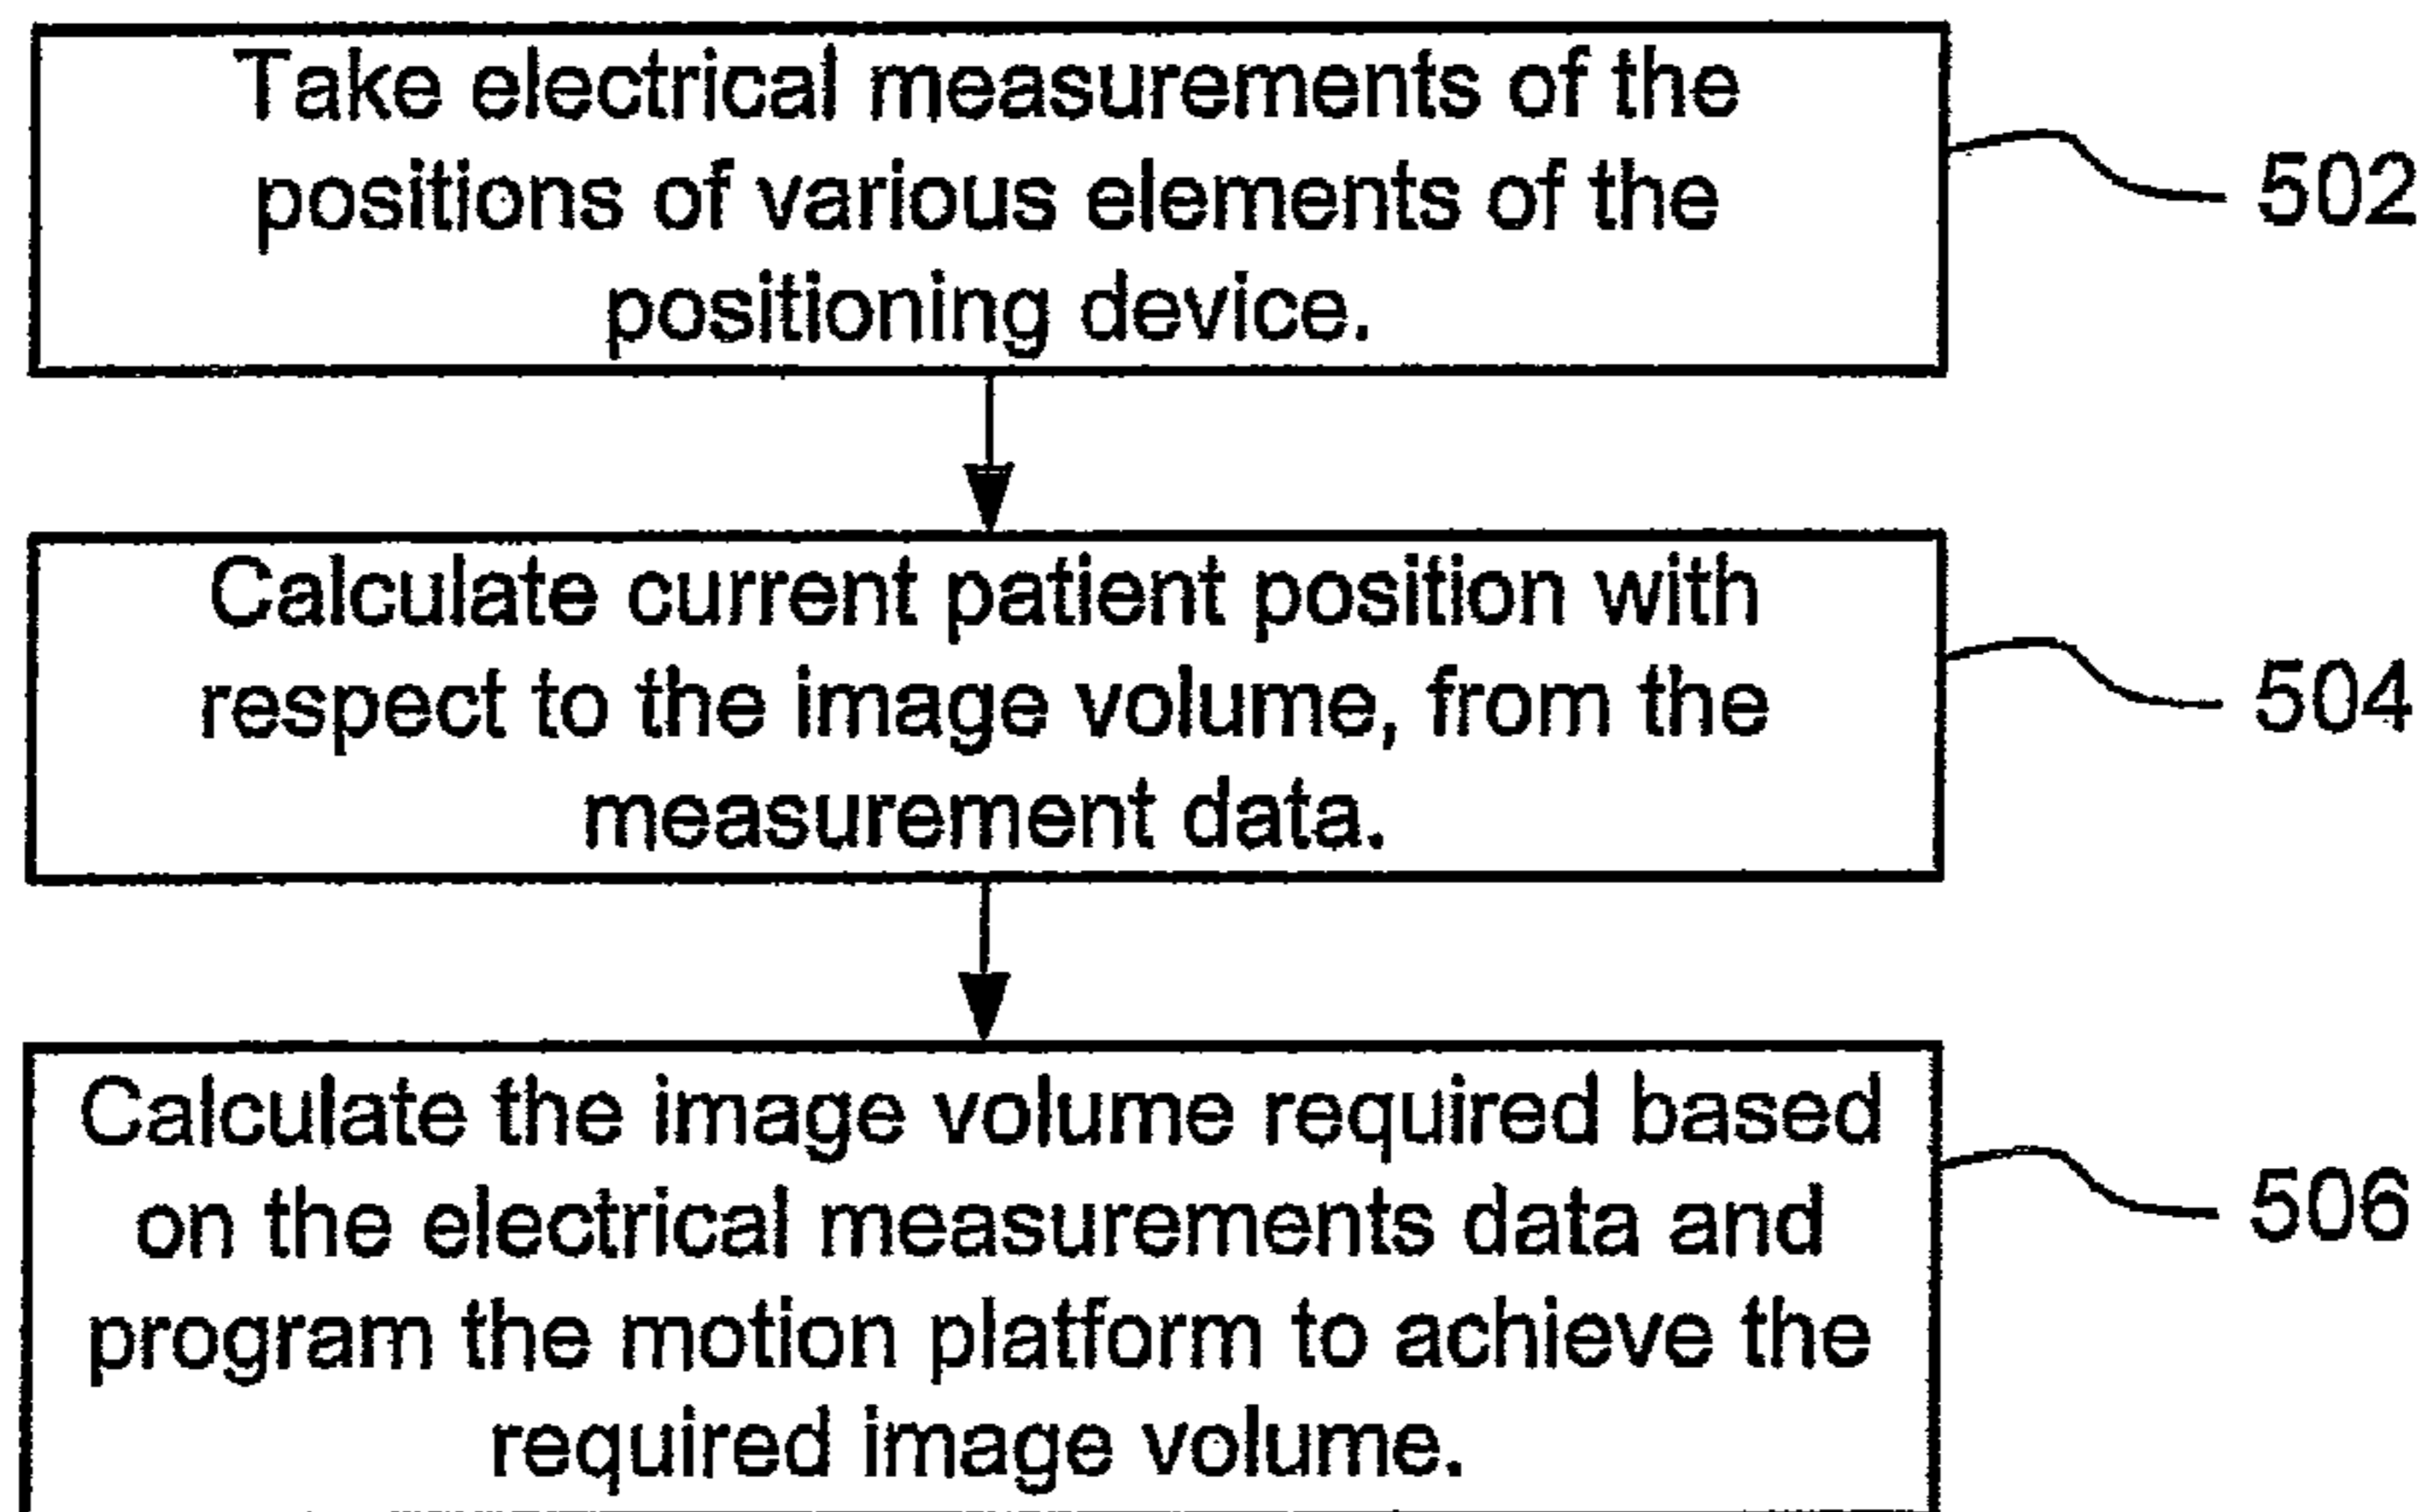 Take electrical measurements of the
positions of various elements of the
positioning device.
502
Calculate current patient position with
respect to the image volume, from the
measurement data.
504
Calculate the image volume required based
on the electrical measurements data and
program the motion platform to achieve the
required image volume.
506